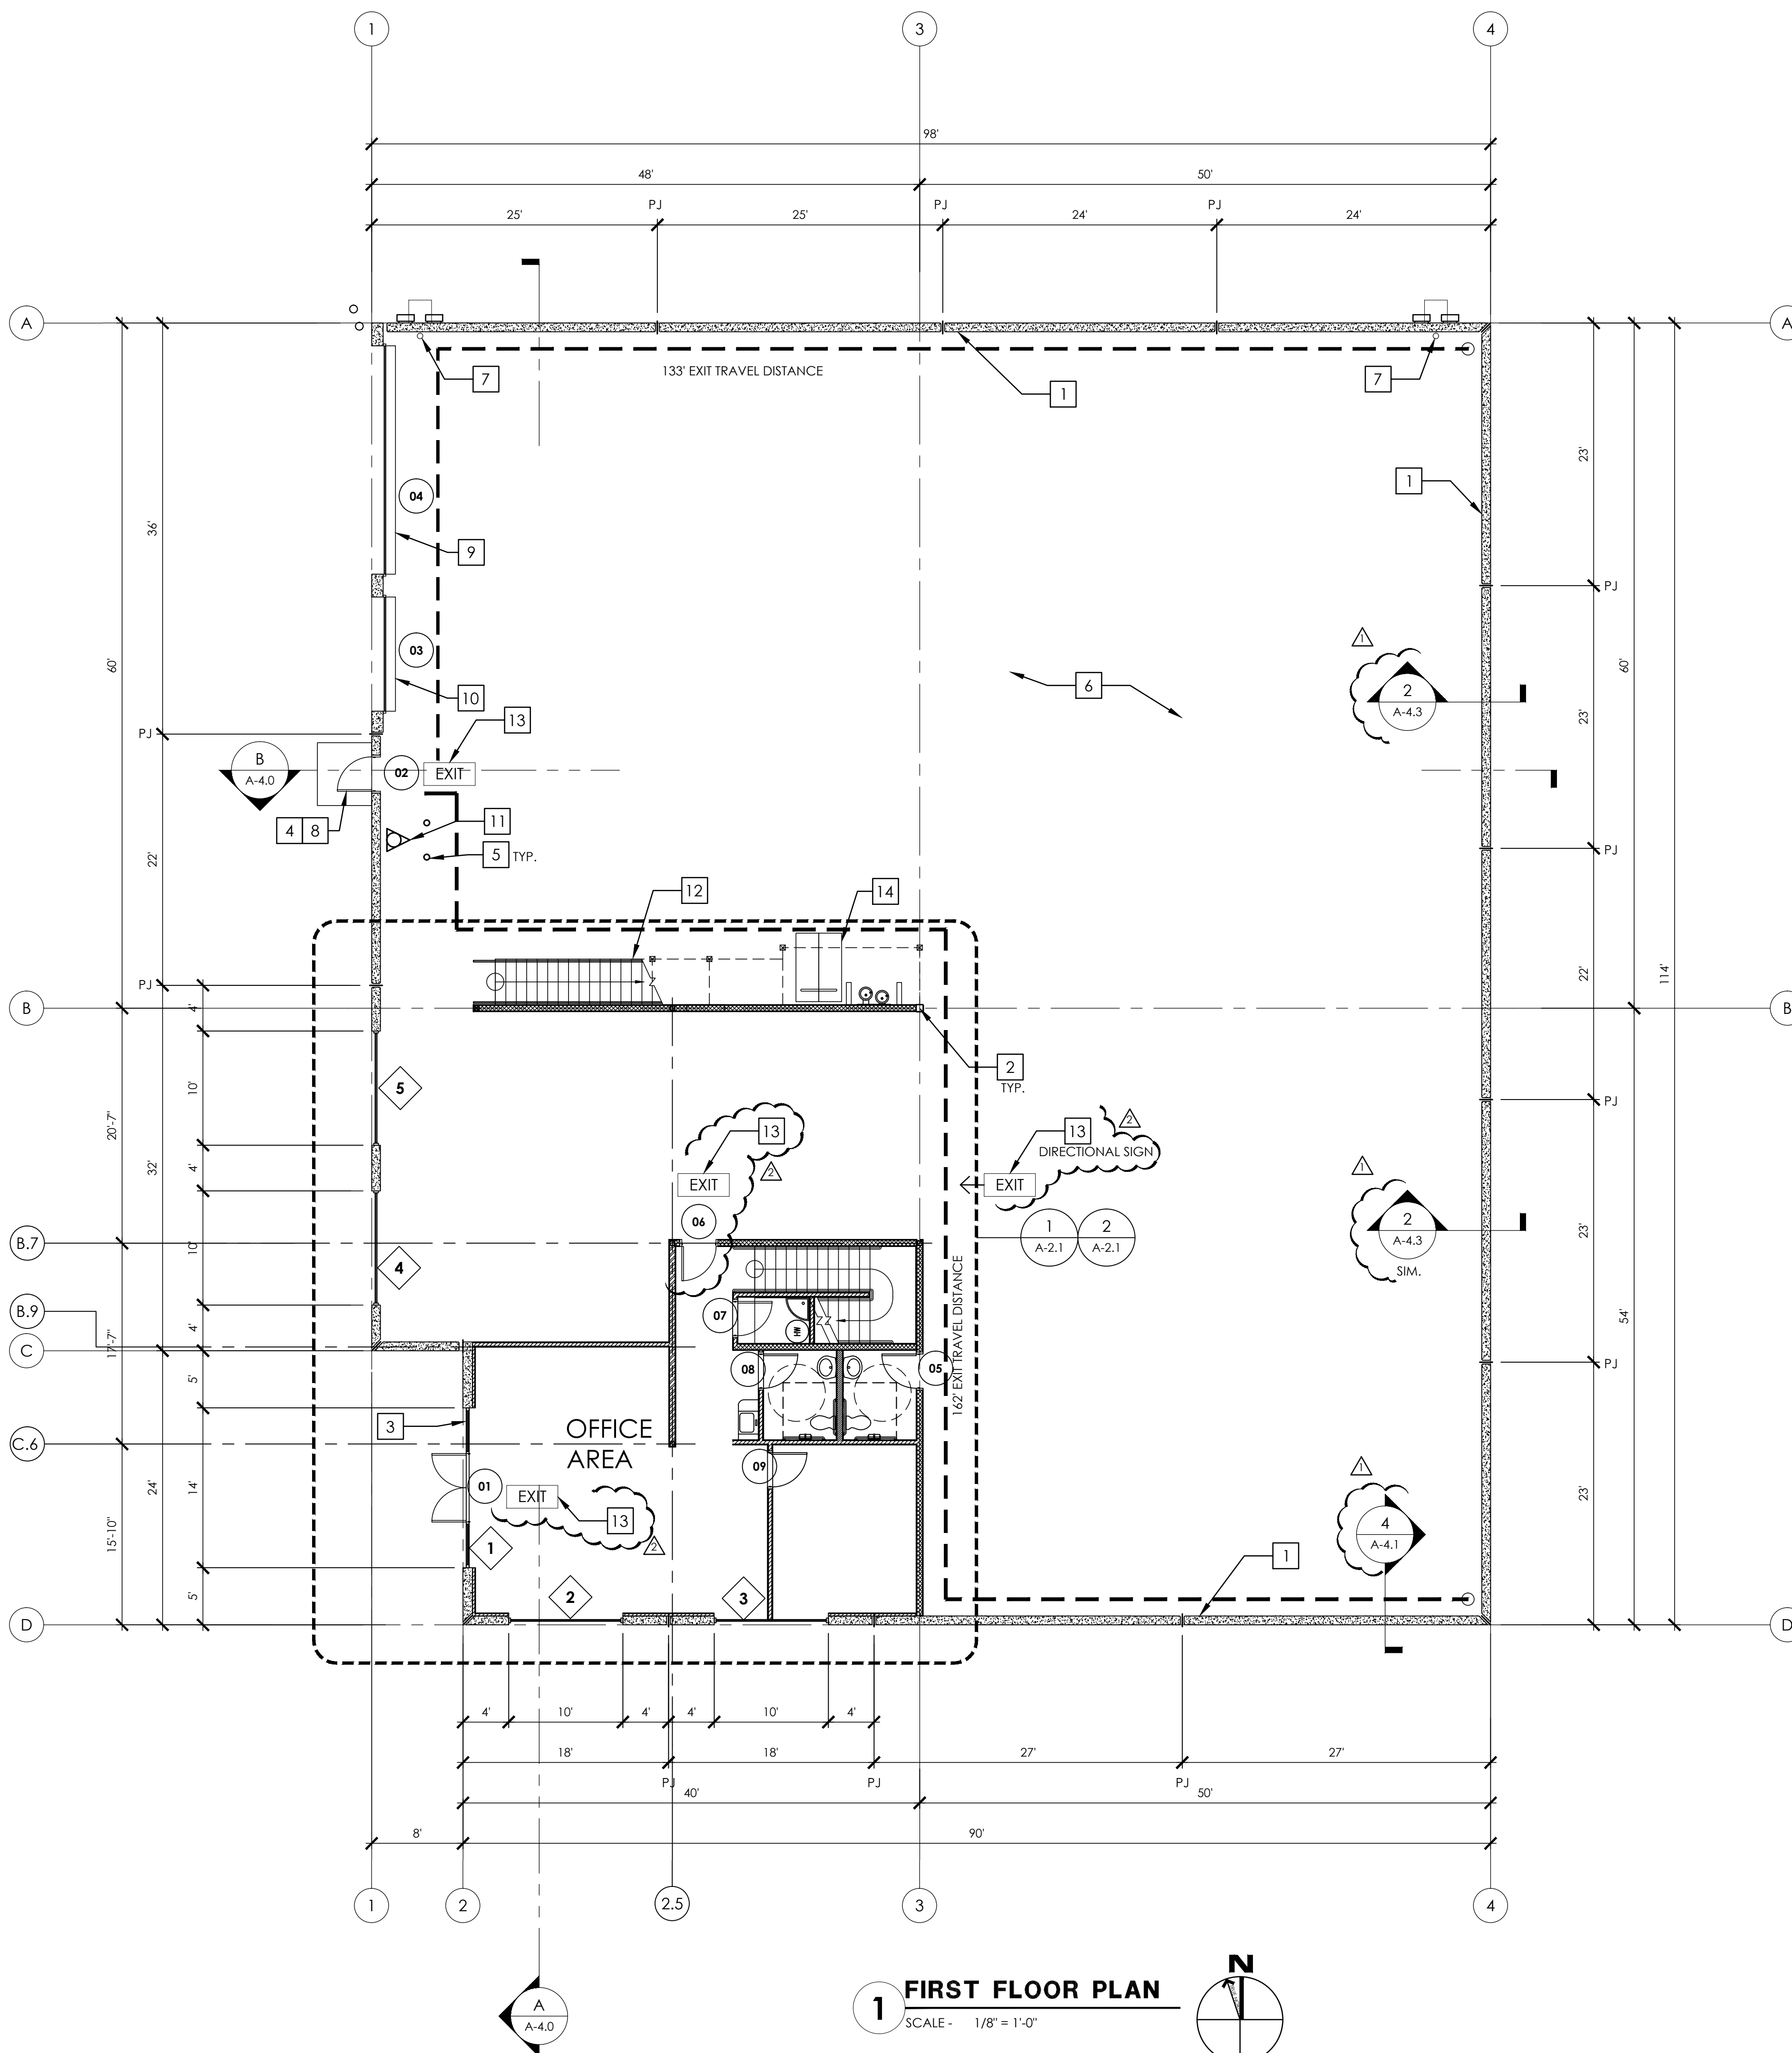 1
3
4
98'
48'
50'
25'
PJ
25'
PJ
24'
PJ
24'
A
A
133' EXIT TRAVEL DISTANCE
7
1
7
1
04
9
36'
60'
23'
PJ
03
10
13
6
1
2
A-4.3
23'
60'
PJ
B
A-4.0
02
EXIT
4
8
11
5
TYP.
22'
PJ
12
14
22'
114'
PJ
B
B
4'
2
TYP.
5
10'
20'-7"
32'
4'
13
2
EXIT
06
13
2
DIRECTIONAL SIGN
EXIT
1
A-2.1
2
A-2.1
1
2
A-4.3
SIM.
23'
54'
PJ
B.7
10'
4
162' EXIT TRAVEL DISTANCE
B.9
07
WH
4'
C
17'-7"
08
05
5'
3
OFFICE
AREA
C.6
09
24'
14'
01
EXIT
13
2
1
1
4
A-4.1
1
23'
15'-10"
5'
2
3
D
D
4'
10'
4'
4'
10'
4'
18'
18'
27'
27'
PJ
PJ
PJ
40'
50'
8'
90'
1
2
2.5
3
4
A
A-4.0
1
FIRST FLOOR PLAN
SCALE - 1/8" = 1'-0"
N